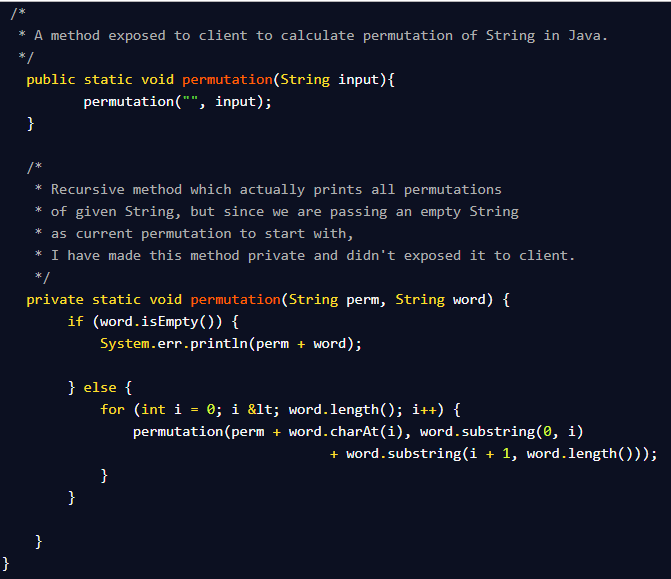 /*
 * A method exposed to client to calculate permutation of String in Java.
 */
  public static void permutation(String input){
         permutation("", input);
  }

  /*
   * Recursive method which actually prints all permutations
   * of given String, but since we are passing an empty String
   * as current permutation to start with,
   * I have made this method private and didn't exposed it to client.
   */
  private static void permutation(String perm, String word) {
       if (word.isEmpty()) {
           System.err.println(perm + word);

       } else {
           for (int i = 0; i &lt; word.length(); i++) {
               permutation(perm + word.charAt(i), word.substring(0, i)
                                       + word.substring(i + 1, word.length()));
           }
       }

   }
}